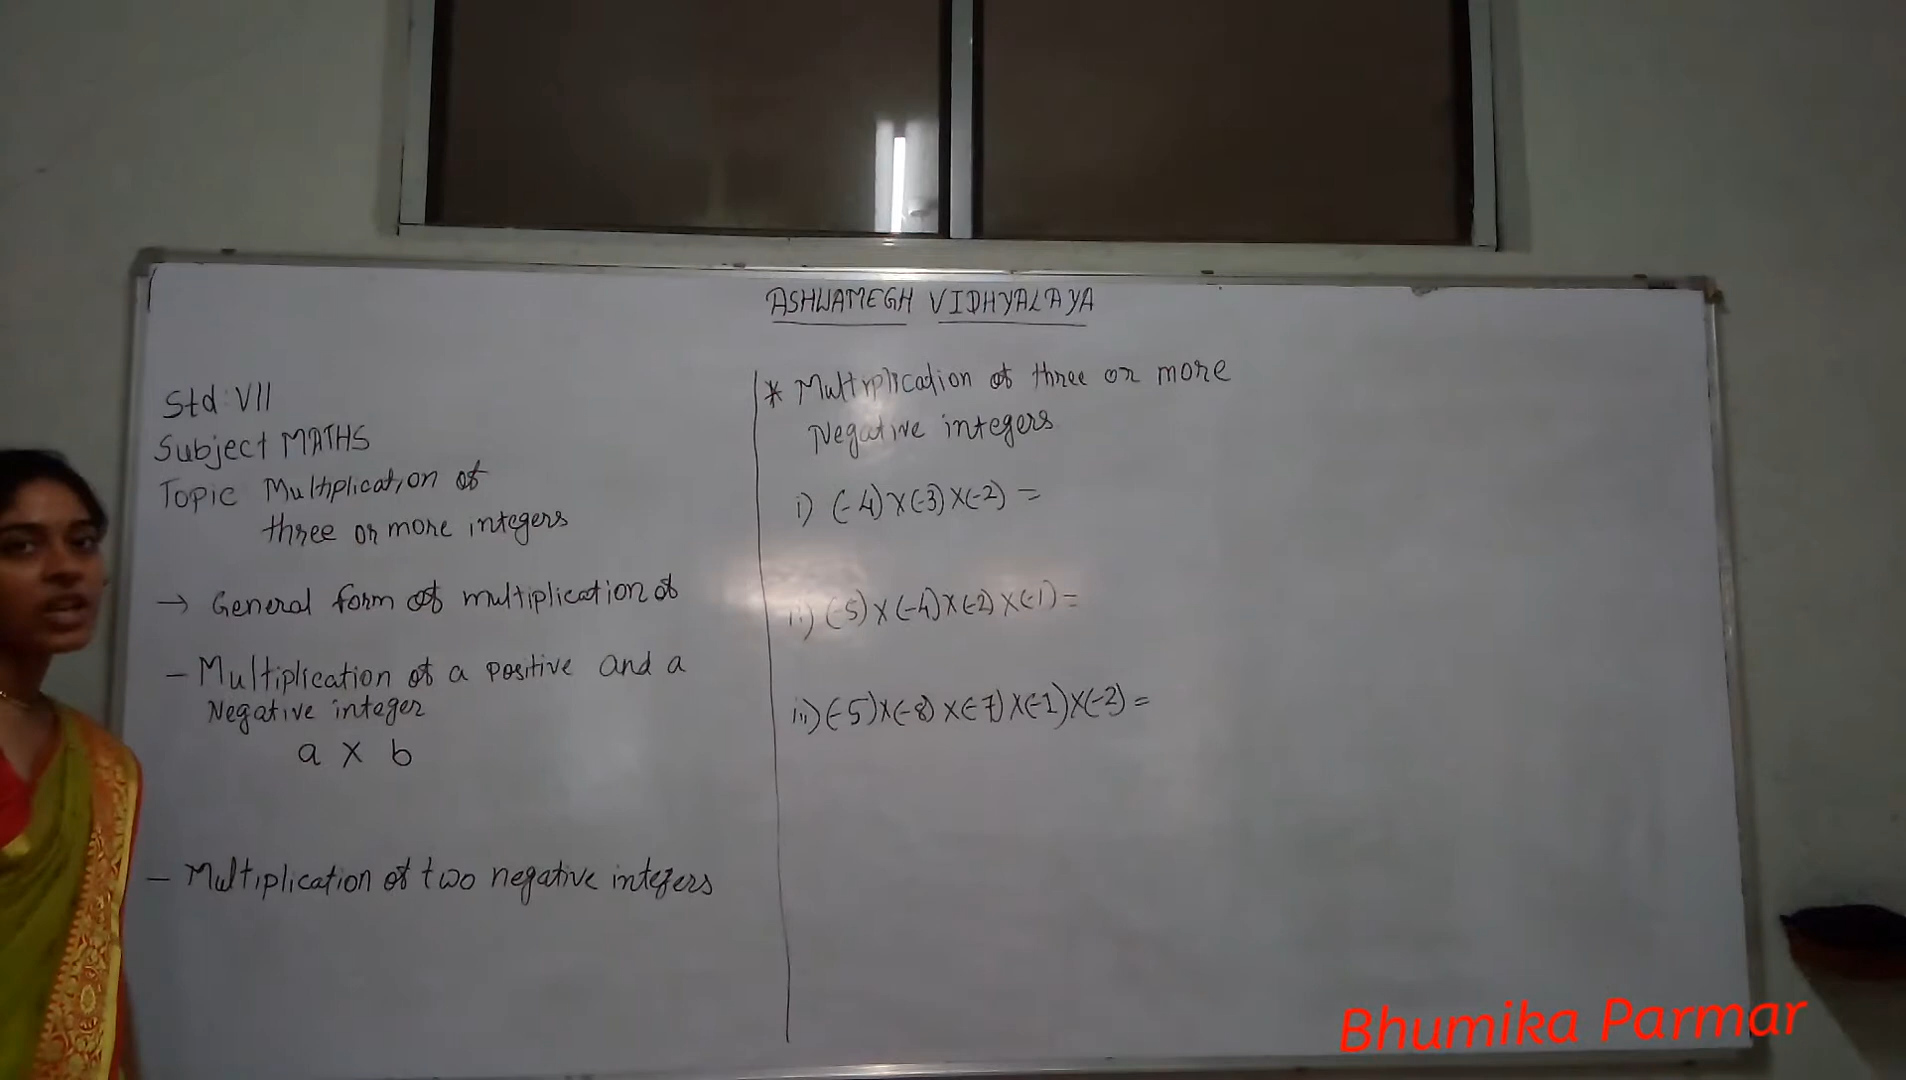 ASHWAMEGH VIDHYALAYA
Std: VII
Subject MATHS
Topic Multiplication of
three or more integers
→ General form of multiplication of
- Multiplication of a positive and a
Negative integer
a x b
- Multiplication of two negative integers
* Multiplication of three or more
Negative integers
i) (-4)x(-3)x(-2) =
ii) (-5)x(-4)x(-2)x(-1)=
iii) (-5)x(-8)x(-7)x(-1)x(-2)=
Bhumika Parmar